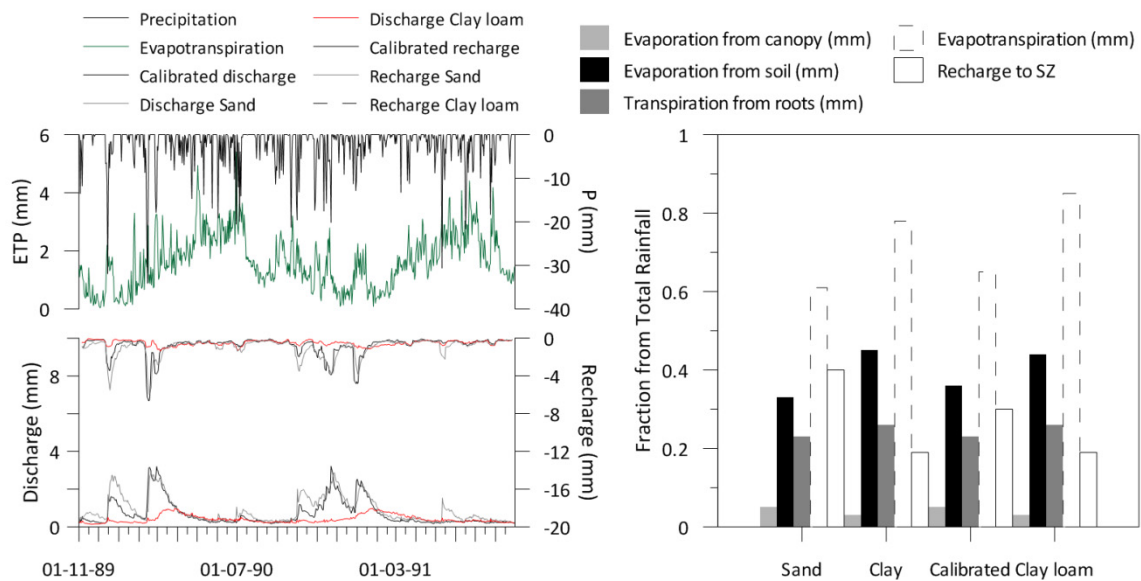 Precipitation
Discharge Clay loam
Evapotranspiration
Calibrated recharge
Calibrated discharge
Recharge Sand
Discharge Sand
Recharge Clay loam
Evaporation from canopy (mm)
Evapotranspiration (mm)
Evaporation from soil (mm)
Recharge to SZ
Transpiration from roots (mm)
6
4
2
0
ETP (mm)
0
-10
-20
-30
-40
P (mm)
8
4
0
Discharge (mm)
0
-4
-8
-12
-16
-20
Recharge (mm)
01-11-89
01-07-90
01-03-91
1
0.8
0.6
0.4
0.2
0
Fraction from Total Rainfall
Sand
Clay
Calibrated
Clay loam